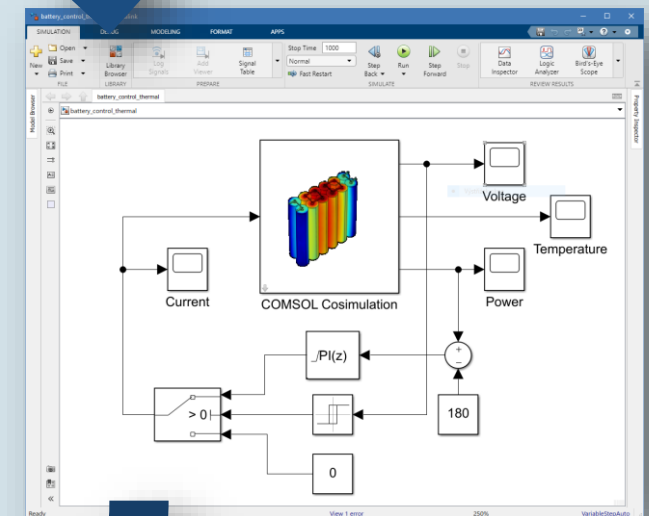 SIMULATION DEBUG MODELING FORMAT APPS
New
Open
Save
Print
Library
Browser
Log
Signals
Add
Viewer
Signal
Table
Stop Time 1000
Normal
Fast Restart
Step
Back
Run
Step
Forward
Stop
Data
Inspector
Logic
Analyzer
Bird's-Eye
Scope
FILE LIBRARY PREPARE SIMULATE REVIEW RESULTS
battery_control_thermal
battery_control_thermal
Model Browser
Property Inspector
Voltage
Temperature
Current
COMSOL Cosimulation
Power
PI(z)
+
−
> 0
180
0
Ready View 1 error 250% VariableStepAuto